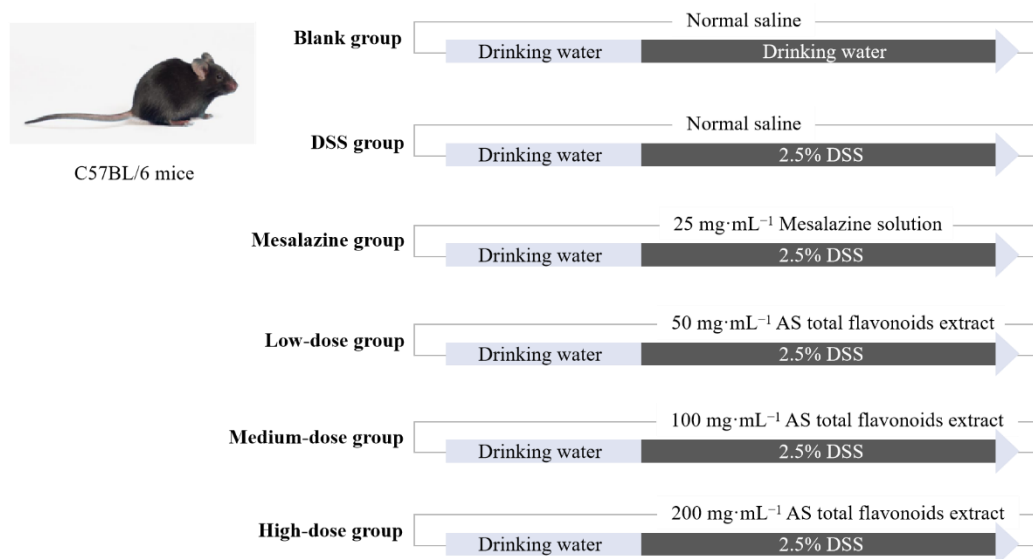 Normal saline
Blank group
Drinking water Drinking water
Normal saline
DSS group
Drinking water 2.5% DSS
C57BL/6 mice
25 mg·mL⁻¹ Mesalazine solution
Mesalazine group
Drinking water 2.5% DSS
50 mg·mL⁻¹ AS total flavonoids extract
Low-dose group
Drinking water 2.5% DSS
100 mg·mL⁻¹ AS total flavonoids extract
Medium-dose group
Drinking water 2.5% DSS
200 mg·mL⁻¹ AS total flavonoids extract
High-dose group
Drinking water 2.5% DSS